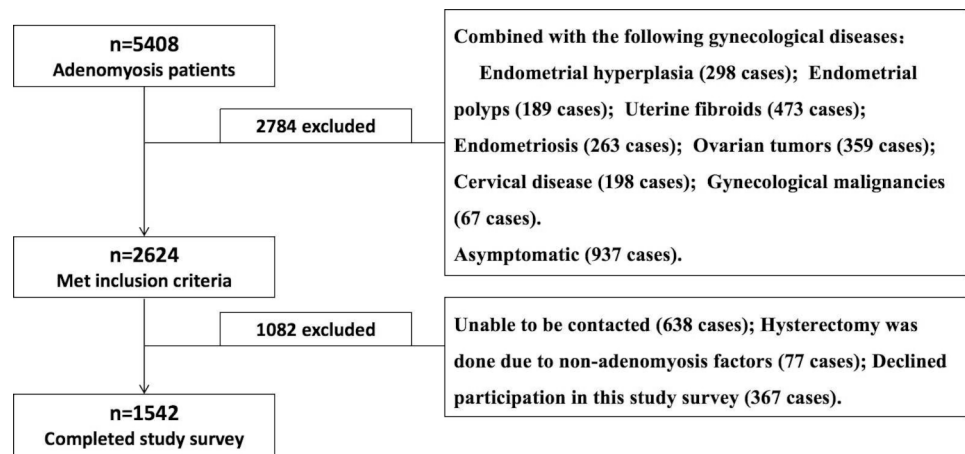 n=5408
Adenomyosis patients
2784 excluded
Combined with the following gynecological diseases:
Endometrial hyperplasia (298 cases); Endometrial
polyps (189 cases); Uterine fibroids (473 cases);
Endometriosis (263 cases); Ovarian tumors (359 cases);
Cervical disease (198 cases); Gynecological malignancies
(67 cases).
Asymptomatic (937 cases).
n=2624
Met inclusion criteria
1082 excluded
Unable to be contacted (638 cases); Hysterectomy was
done due to non-adenomyosis factors (77 cases); Declined
participation in this study survey (367 cases).
n=1542
Completed study survey